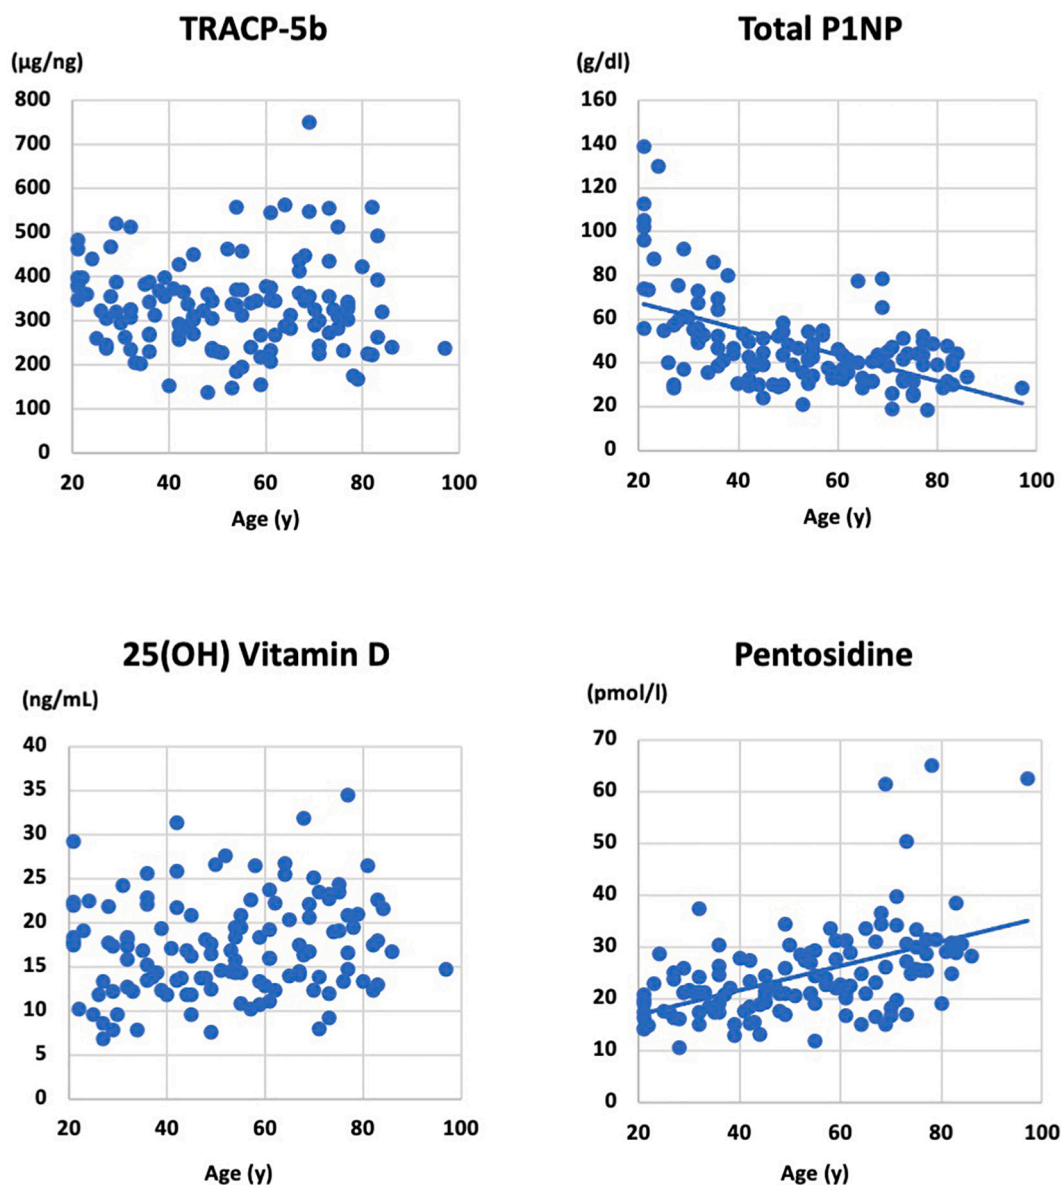 TRACP-5b
(µg/ng)
800
700
600
500
400
300
200
100
0
20 40 60 80 100
Age (y)
Total P1NP
(g/dl)
160
140
120
100
80
60
40
20
0
20 40 60 80 100
Age (y)
25(OH) Vitamin D
(ng/mL)
40
35
30
25
20
15
10
5
0
20 40 60 80 100
Age (y)
Pentosidine
(pmol/l)
70
60
50
40
30
20
10
0
20 40 60 80 100
Age (y)